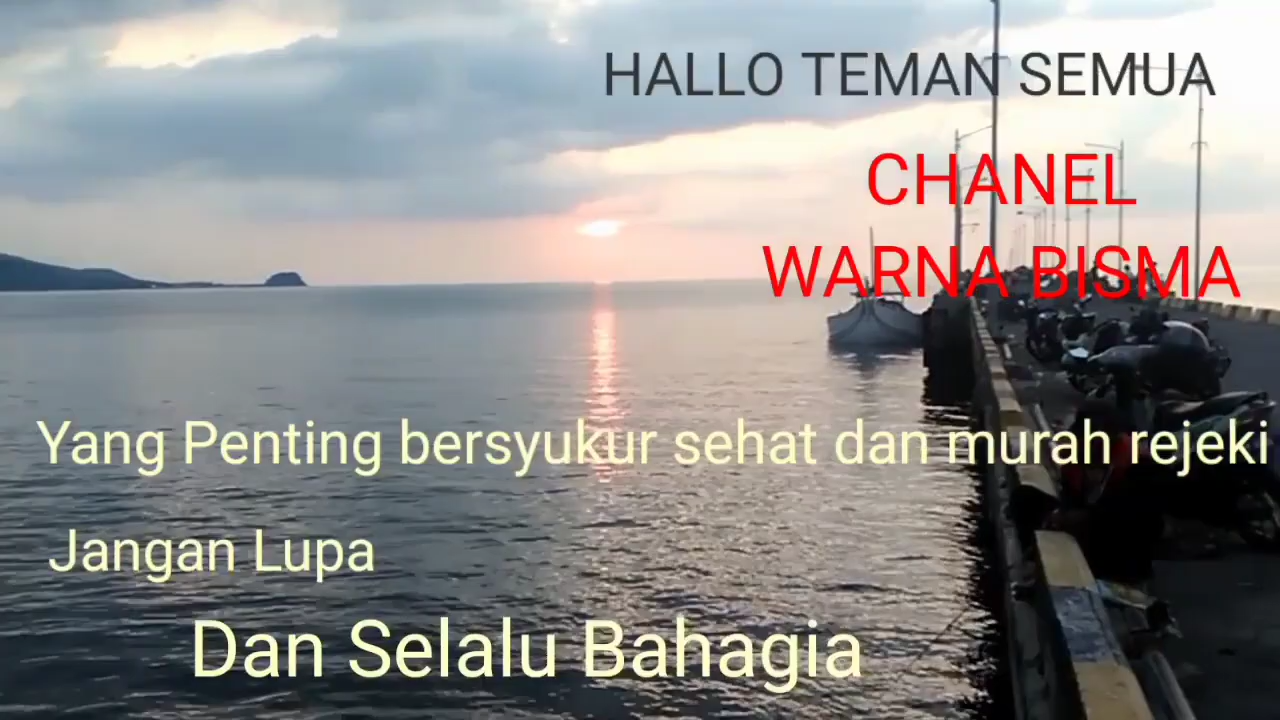 HALLO TEMAN SEMUA
CHANEL
WARNA BISMA
Yang Penting bersyukur sehat dan murah rejeki
Jangan Lupa
Dan Selalu Bahagia